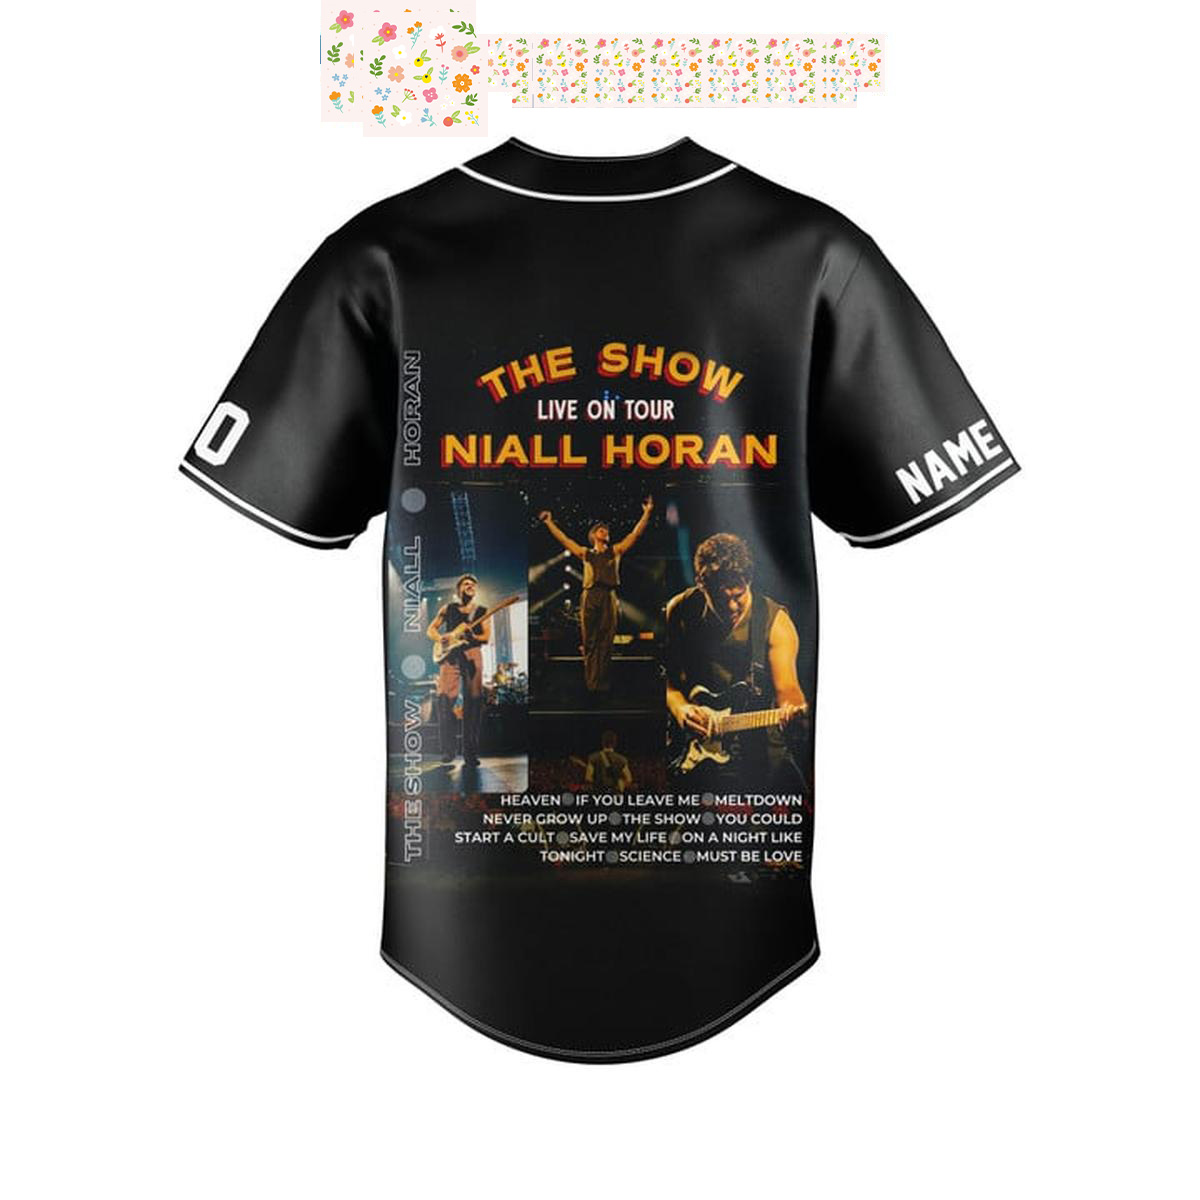 THE SHOW
LIVE ON TOUR
NIALL HORAN
THE SHOW NIALL HORAN
0
NAME
HEAVEN IF YOU LEAVE ME MELTDOWN
NEVER GROW UP THE SHOW YOU COULD
START A CULT SAVE MY LIFE ON A NIGHT LIKE
TONIGHT SCIENCE MUST BE LOVE